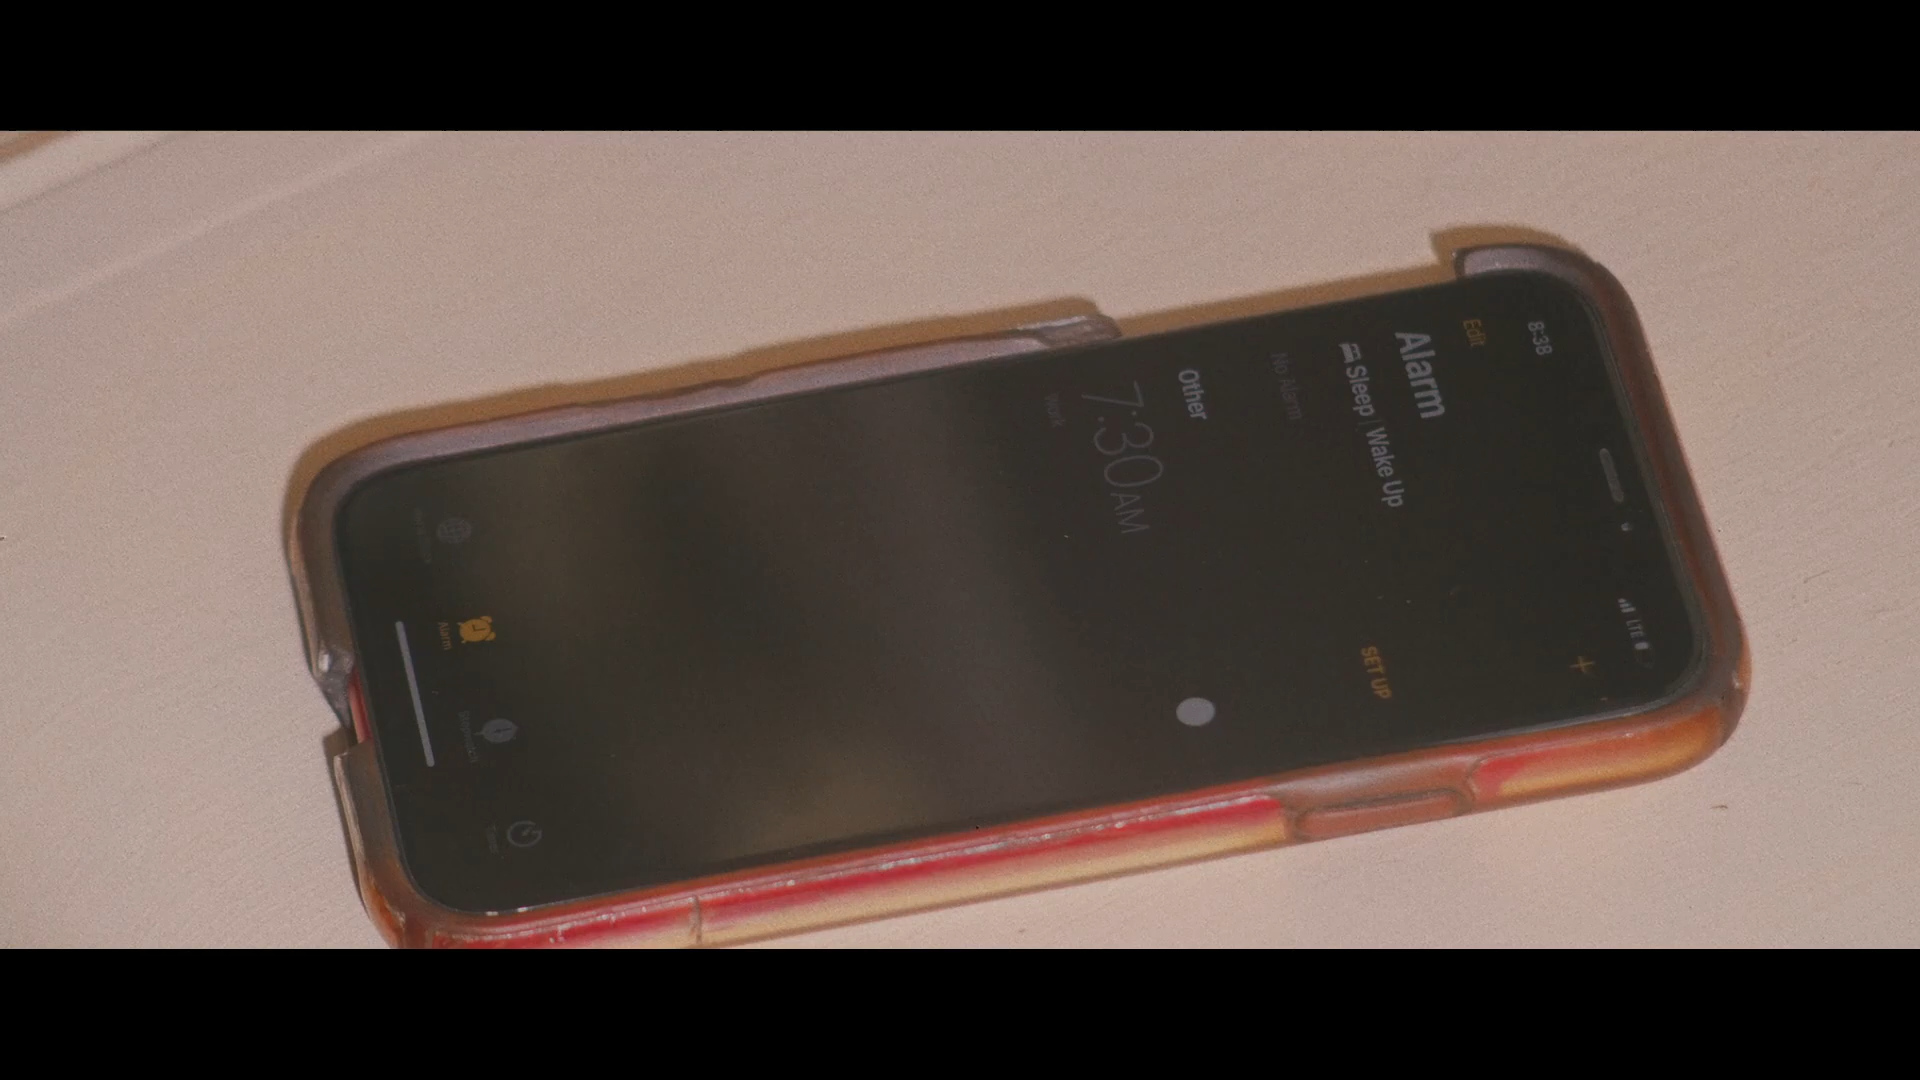 8:38
LTE
Edit
+
Alarm
Sleep | Wake Up
No Alarm
SET UP
Other
7:30AM
Work
Alarm